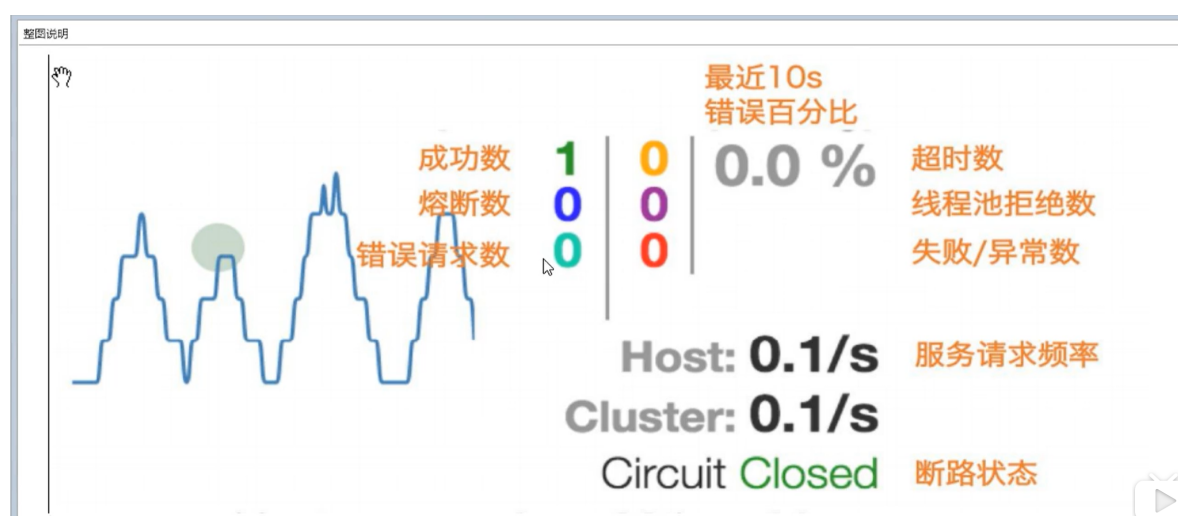 整图说明
最近10s
错误百分比
成功数 1 0 0.0 % 超时数
熔断数 0 0 线程池拒绝数
错误请求数 0 0 失败/异常数
Host: 0.1/s 服务请求频率
Cluster: 0.1/s
Circuit Closed 断路状态